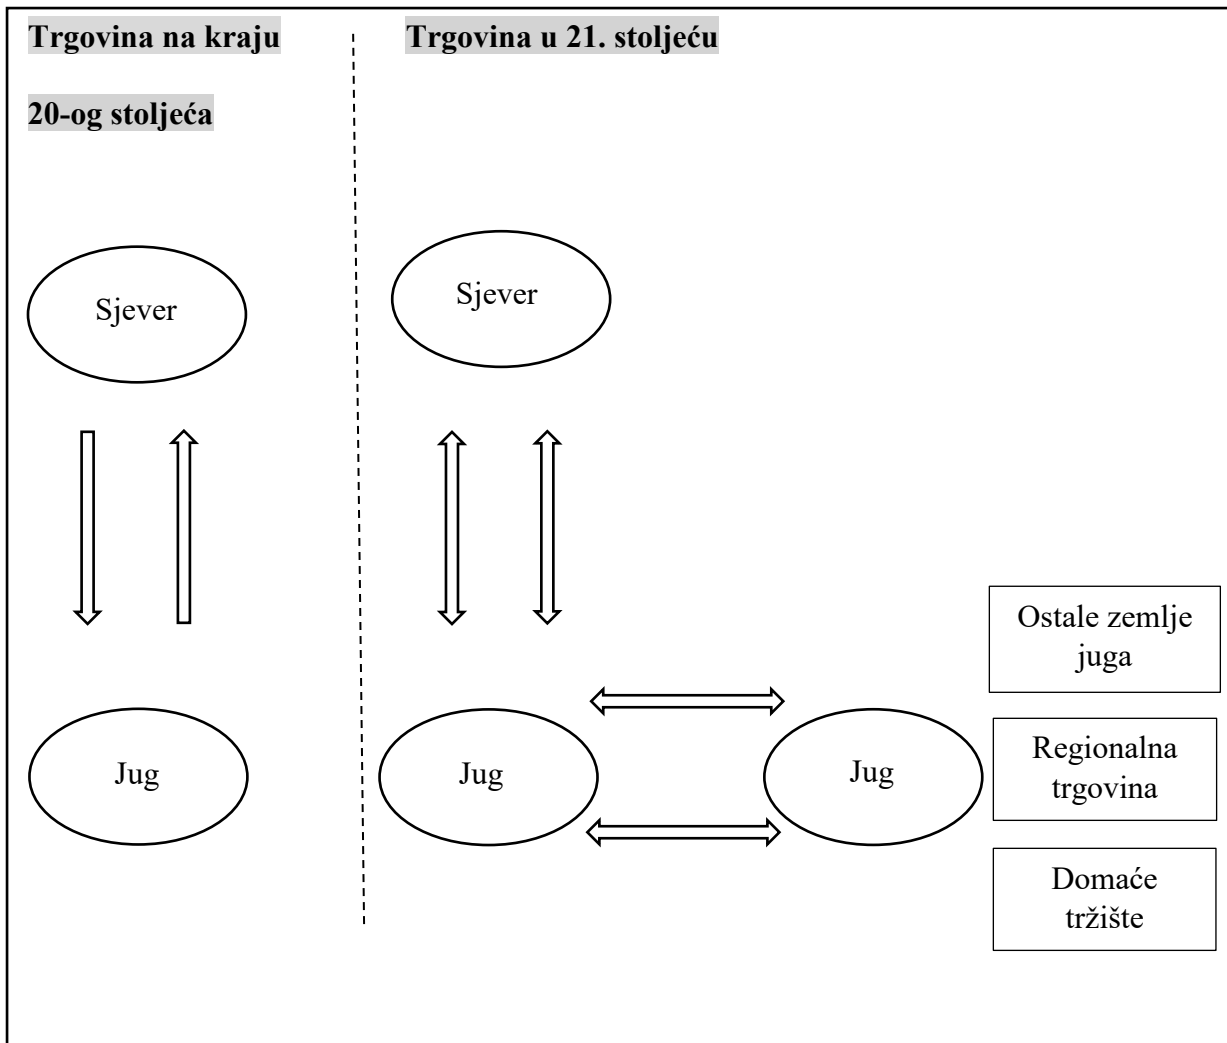 Trgovina na kraju
20-og stoljeća
Trgovina u 21. stoljeću
Sjever
Sjever
Jug
Jug
Jug
Ostale zemlje
juga
Regionalna
trgovina
Domaće
tržište